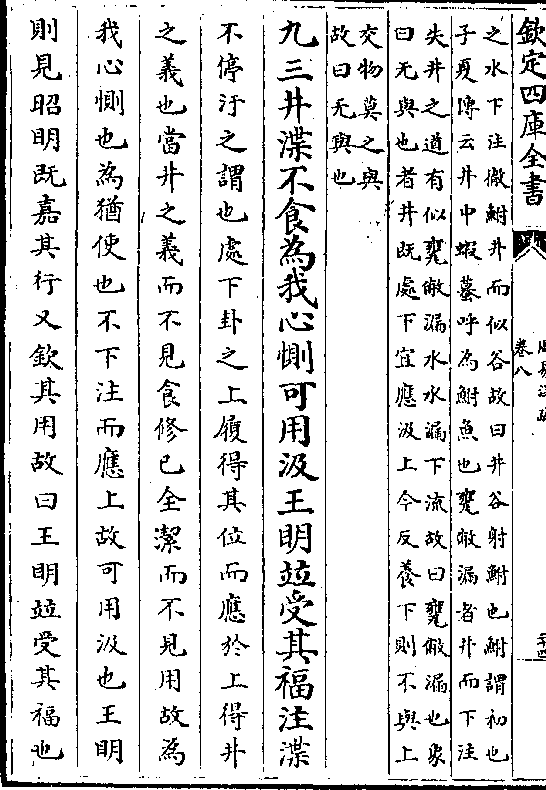 欽定四庫全書
卷八
之水下注微鮒井而似谷故曰井谷射鮒也鮒謂初也
子夏傳云井中蝦蟇呼為鮒魚也甕敝漏者井而下注
失井之道有似甕敝漏水水漏下流故曰甕敝漏也象
曰无與也者井既處下宜應汲上今反養下則不與上
交物莫之與
故曰无與也
九三井渫不食為我心惻可用汲王明竝受其福注渫
不停汙之謂也處下卦之上履得其位而應於上得井
之義也當井之義而不見食修已全潔而不見用故為
我心惻也為猶使也不下注而應上故可用汲也王明
則見昭明既嘉其行又欽其用故曰王明竝受其福也